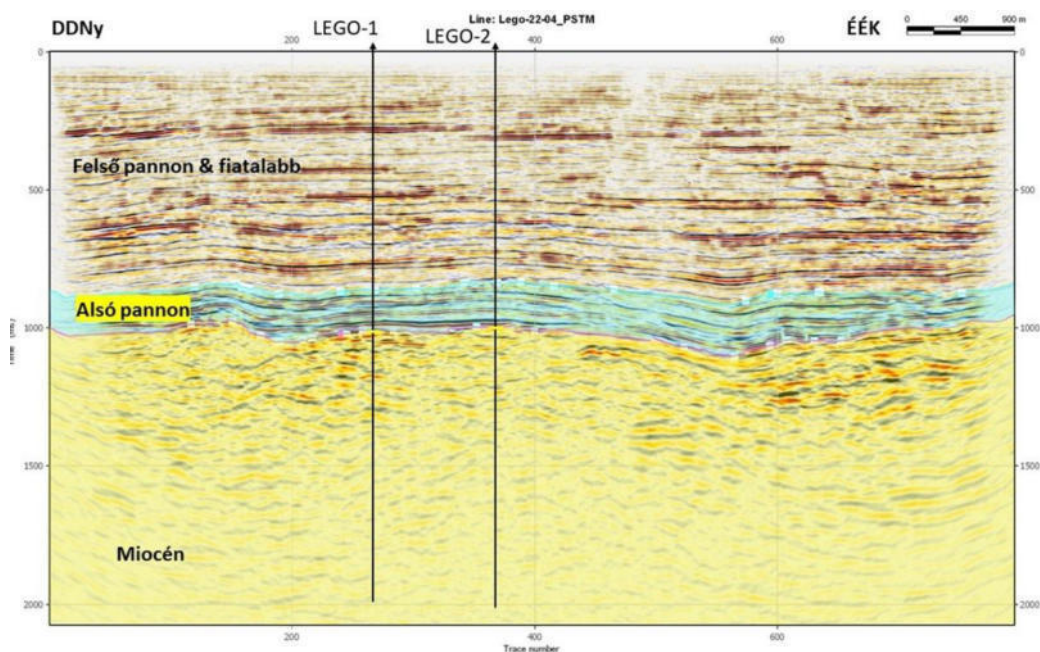 Line: Lego-22-04_PSTM
DDNy
LEGO-1
LEGO-2
ÉÉK
0 450 900 m
200 400 600
0 0
Felső pannon & fiatalabb
500 500
Alsó pannon
1000 1000
1500 1500
Miocén
2000 2000
200 400 600
Trace number